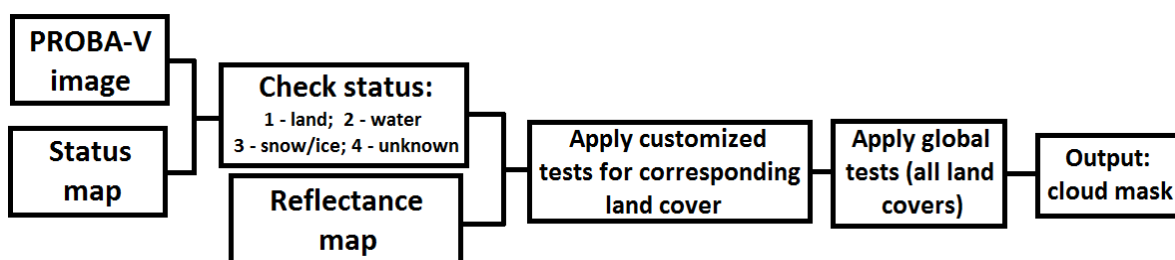 PROBA-V
image
Status
map
Check status:
1 - land;  2 - water
3 - snow/ice; 4 - unknown
Reflectance
map
Apply customized
tests for corresponding
land cover
Apply global
tests (all land
covers)
Output:
cloud mask